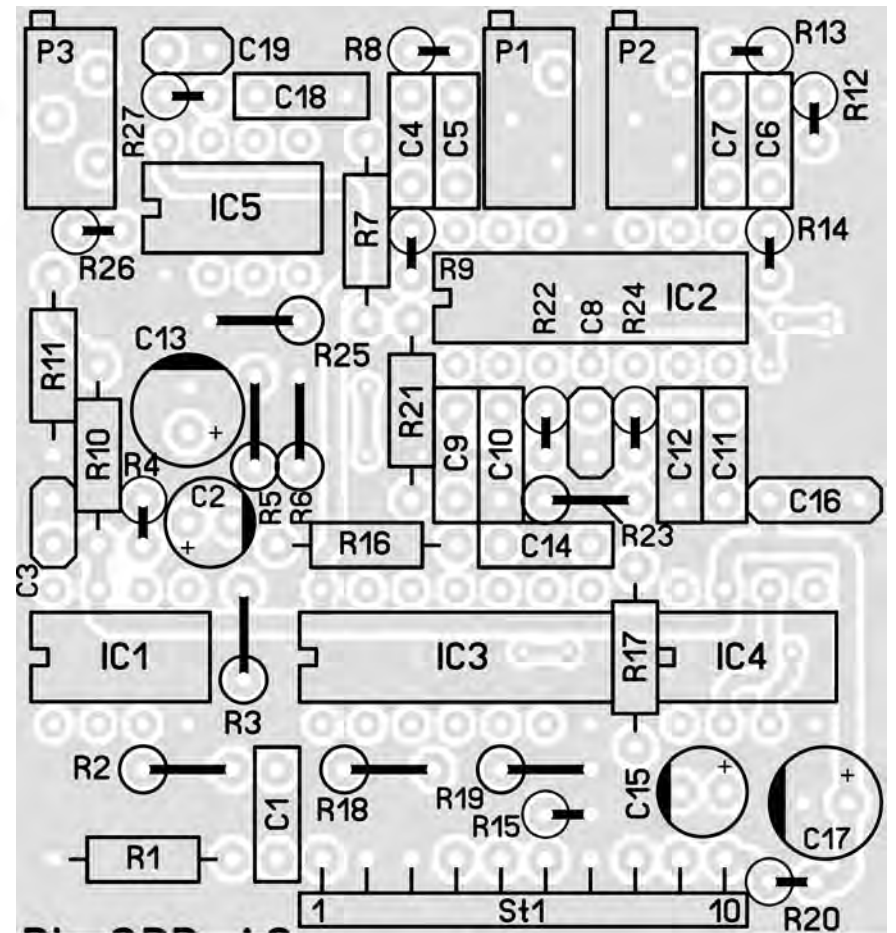 P3
C19
R8
P1
P2
R13
R27
C18
C4
C5
C7
C6
R12
IC5
R7
R26
R9
R14
R22
C8
R24
IC2
R25
C13
R11
R21
+
R10
R4
C9
C10
C12
C11
C2
R5
R6
+
C16
C3
R16
C14
R23
IC1
IC3
R17
IC4
R3
R2
C1
R18
R19
R15
C15
+
+
C17
R1
1
St1
10
R20